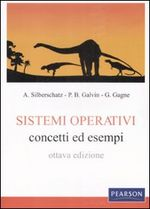 A. Silberschatz - P. B. Galvin - G. Gagne
SISTEMI OPERATIVI
concetti ed esempi
ottava edizione
PEARSON